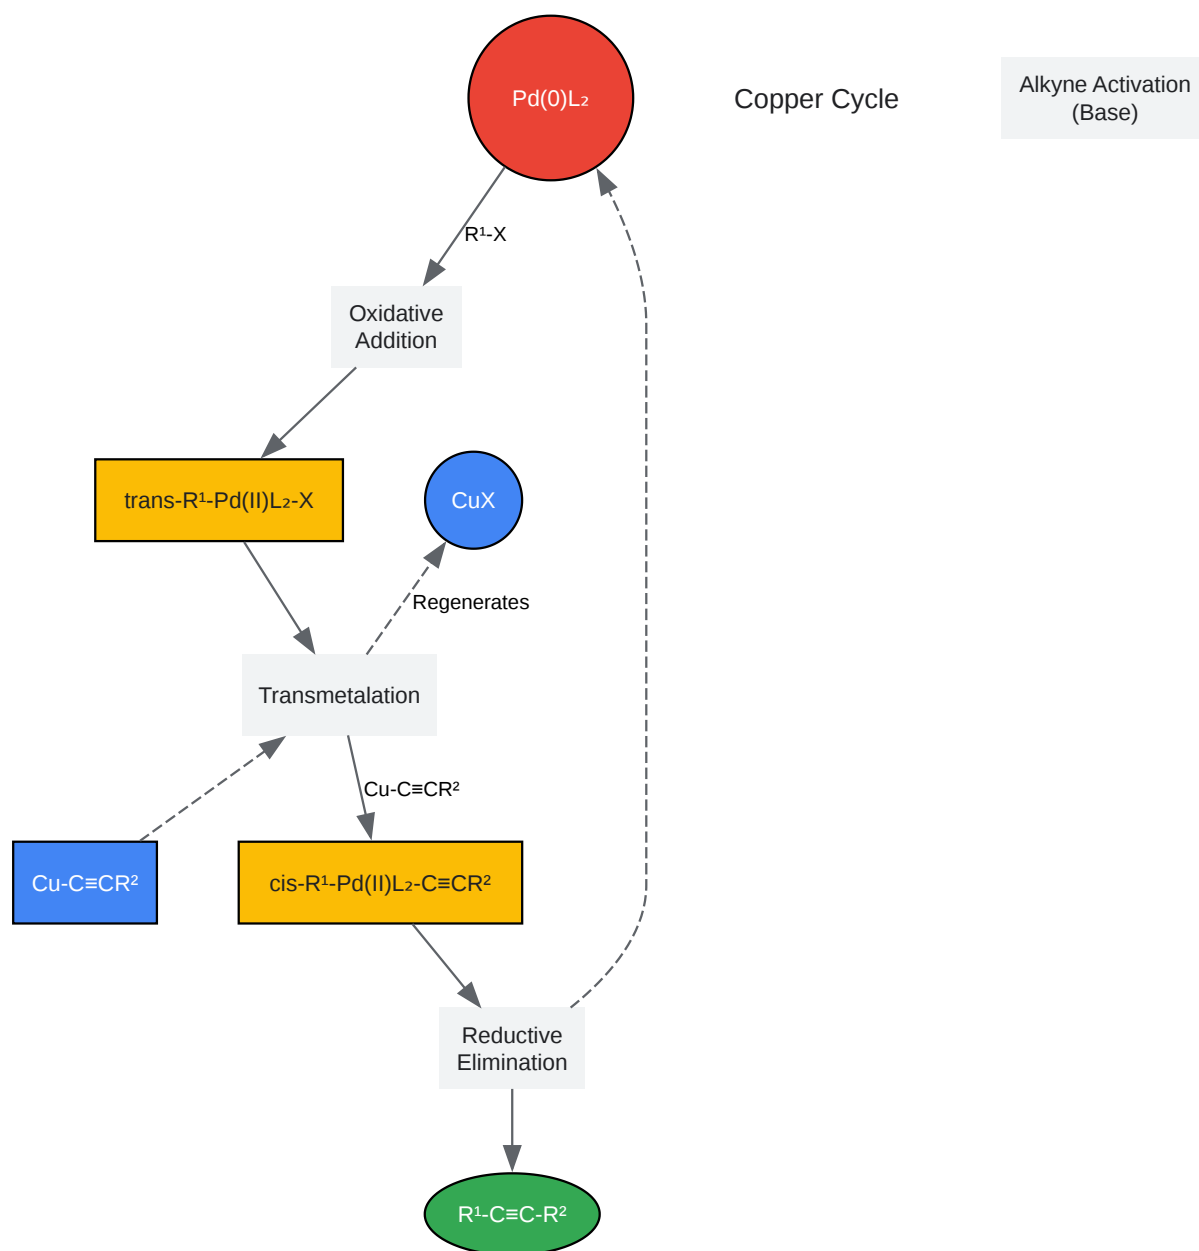 Pd(0)L₂
Copper Cycle
Alkyne Activation
(Base)
R¹-X
Oxidative
Addition
trans-R¹-Pd(II)L₂-X
CuX
Regenerates
Transmetalation
Cu-C≡CR²
Cu-C≡CR²
cis-R¹-Pd(II)L₂-C≡CR²
Reductive
Elimination
R¹-C≡C-R²